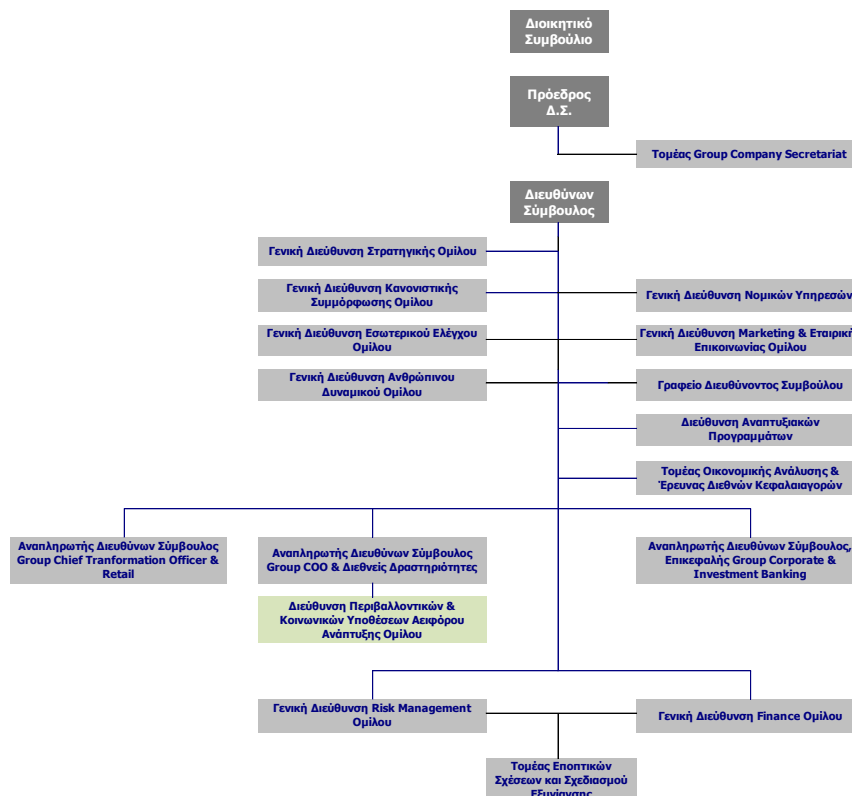 Διοικητικό
Συμβούλιο
Πρόεδρος
Δ.Σ.
Τομέας Group Company Secretariat
Διευθύνων
Σύμβουλος
Γενική Διεύθυνση Στρατηγικής Ομίλου
Γενική Διεύθυνση Κανονιστικής
Συμμόρφωσης Ομίλου
Γενική Διεύθυνση Νομικών Υπηρεσών
Γενική Διεύθυνση Εσωτερικού Ελέγχου
Ομίλου
Γενική Διεύθυνση Marketing & Εταιρική
Επικοινωνίας Ομίλου
Γενική Διεύθυνση Ανθρώπινου
Δυναμικού Ομίλου
Γραφείο Διευθύνοντος Συμβούλου
Διεύθυνση Αναπτυξιακών
Προγραμμάτων
Τομέας Οικονομικής Ανάλυσης &
Έρευνας Διεθνών Κεφαλαιαγορών
Αναπληρωτής Διευθύνων Σύμβουλος
Group Chief Tranformation Officer &
Retail
Αναπληρωτής Διευθύνων Σύμβουλος
Group COO & Διεθνείς Δραστηριότητες
Αναπληρωτής Διευθύνων Σύμβουλος,
Επικεφαλής Group Corporate &
Investment Banking
Διεύθυνση Περιβαλλοντικών &
Κοινωνικών Υποθέσεων Αειφόρου
Ανάπτυξης Ομίλου
Γενική Διεύθυνση Risk Management
Ομίλου
Γενική Διεύθυνση Finance Ομίλου
Τομέας Εποπτικών
Σχέσεων και Σχεδιασμού
Εξυγίανσης